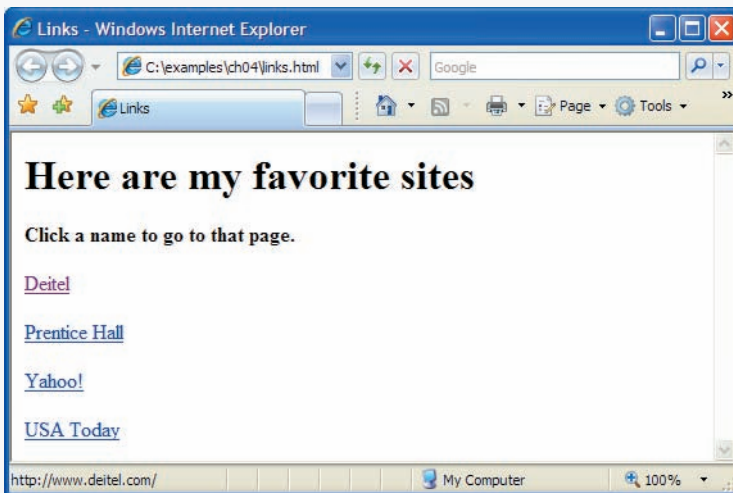 Links - Windows Internet Explorer
C:\examples\ch04\links.html
Google
Links
Page
Tools
Here are my favorite sites
Click a name to go to that page.
Deitel
Prentice Hall
Yahoo!
USA Today
http://www.deitel.com/
My Computer
100%